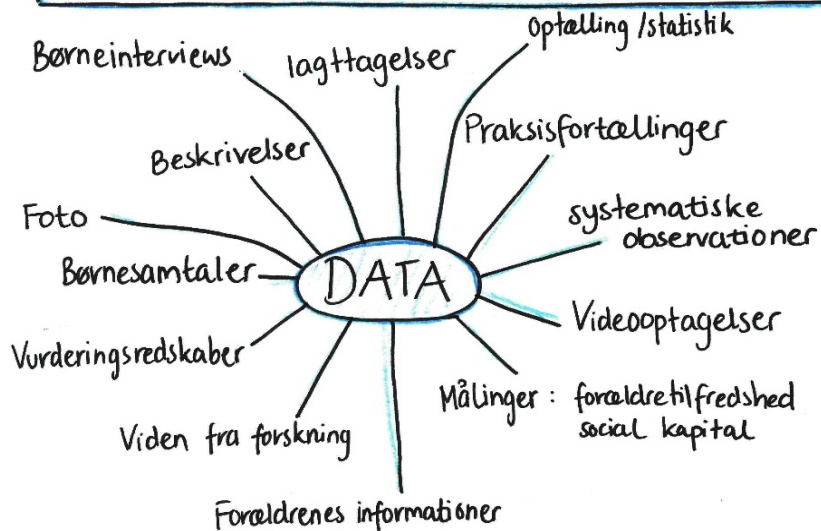 Optælling / statistik
Børneinterviews
Iagttagelser
Praksisfortællinger
Beskrivelser
systematiske
observationer
Foto
Børnesamtaler
DATA
Videooptagelser
Vurderingsredskaber
Målinger : forældretilfredshed
social kapital
Viden fra forskning
Forældrenes informationer